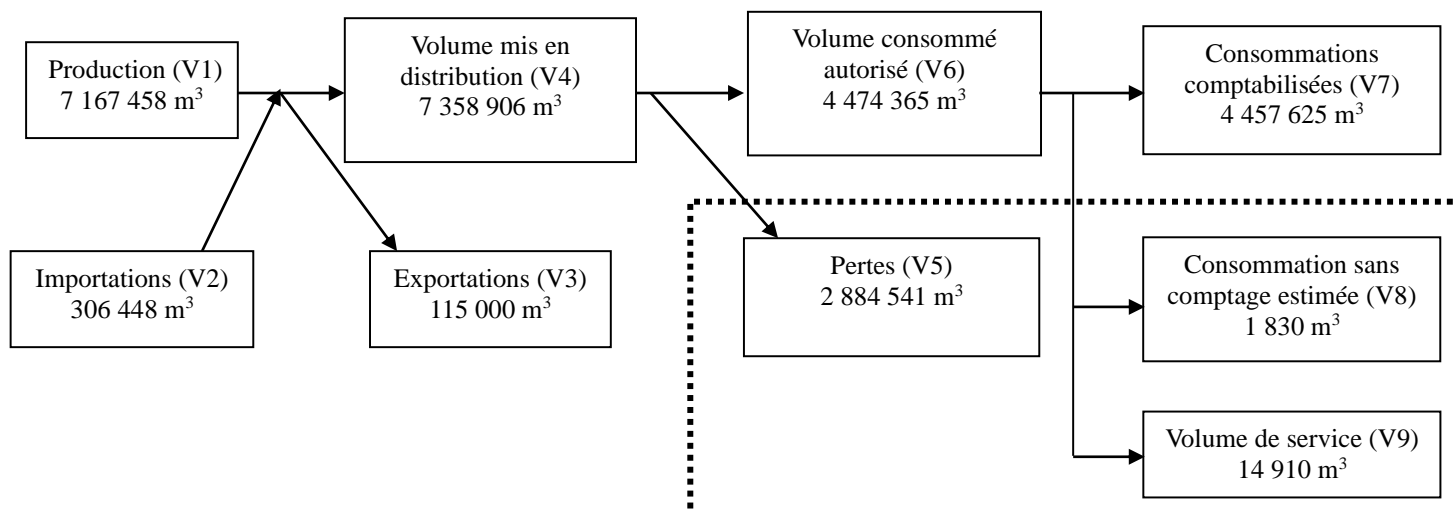 Production (V1)
7 167 458 m³
Volume mis en
distribution (V4)
7 358 906 m³
Volume consommé
autorisé (V6)
4 474 365 m³
Consommations
comptabilisées (V7)
4 457 625 m³
Importations (V2)
306 448 m³
Exportations (V3)
115 000 m³
Pertes (V5)
2 884 541 m³
Consommation sans
comptage estimée (V8)
1 830 m³
Volume de service (V9)
14 910 m³